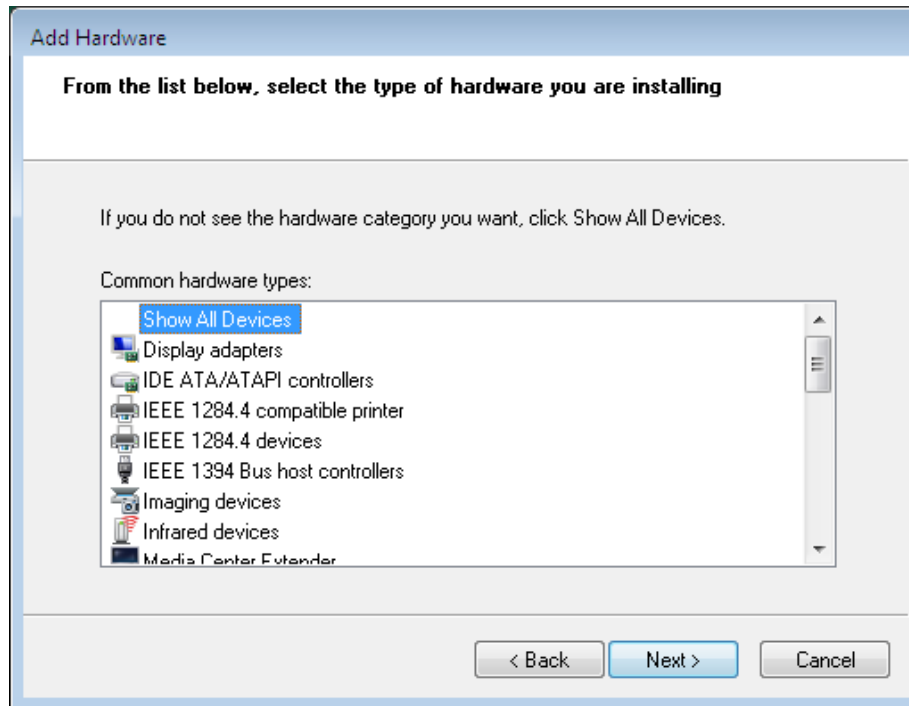 Add Hardware
From the list below, select the type of hardware you are installing
If you do not see the hardware category you want, click Show All Devices.
Common hardware types:
Show All Devices
Display adapters
IDE ATA/ATAPI controllers
IEEE 1284.4 compatible printer
IEEE 1284.4 devices
IEEE 1394 Bus host controllers
Imaging devices
Infrared devices
Media Center Extender
< Back
Next >
Cancel